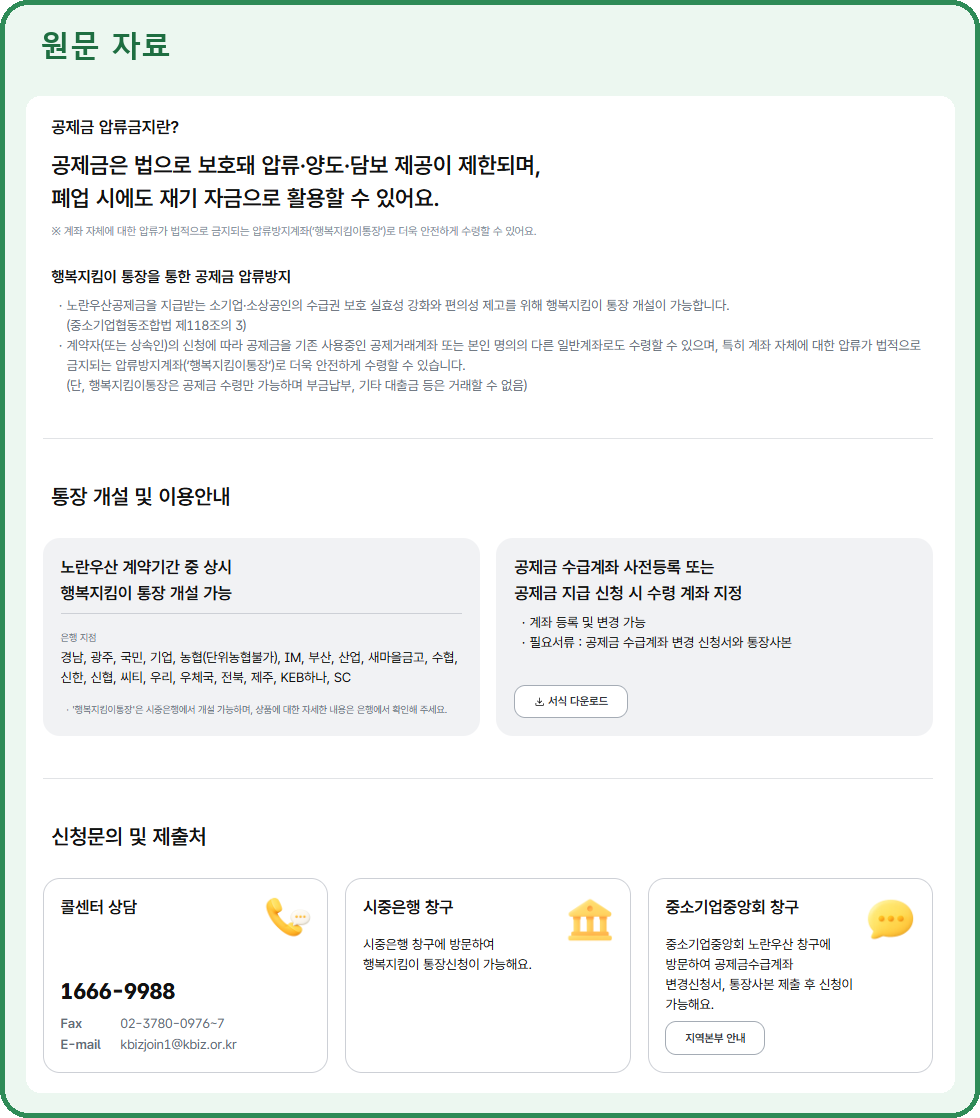 원문 자료
공제금 압류금지란?
공제금은 법으로 보호돼 압류·양도·담보 제공이 제한되며,
폐업 시에도 재기 자금으로 활용할 수 있어요.
※ 계좌 자체에 대한 압류가 법적으로 금지되는 압류방지계좌('행복지킴이통장')로 더욱 안전하게 수령할 수 있어요.
행복지킴이 통장을 통한 공제금 압류방지
· 노란우산공제금을 지급받는 소기업·소상공인의 수급권 보호 실효성 강화와 편의성 제고를 위해 행복지킴이 통장 개설이 가능합니다.
(중소기업협동조합법 제118조의 3)
· 계약자(또는 상속인)의 신청에 따라 공제금을 기존 사용중인 공제거래계좌 또는 본인 명의의 다른 일반계좌로도 수령할 수 있으며, 특히 계좌 자체에 대한 압류가 법적으로
금지되는 압류방지계좌('행복지킴이통장')로 더욱 안전하게 수령할 수 있습니다.
(단, 행복지킴이통장은 공제금 수령만 가능하며 부금납부, 기타 대출금 등은 거래할 수 없음)
통장 개설 및 이용안내
노란우산 계약기간 중 상시
행복지킴이 통장 개설 가능
은행 지점
경남, 광주, 국민, 기업, 농협(단위농협불가), IM, 부산, 산업, 새마을금고, 수협,
신한, 신협, 씨티, 우리, 우체국, 전북, 제주, KEB하나, SC
· '행복지킴이통장'은 시중은행에서 개설 가능하며, 상품에 대한 자세한 내용은 은행에서 확인해 주세요.
공제금 수급계좌 사전등록 또는
공제금 지급 신청 시 수령 계좌 지정
· 계좌 등록 및 변경 가능
· 필요서류 : 공제금 수급계좌 변경 신청서와 통장사본
서식 다운로드
신청문의 및 제출처
콜센터 상담
1666-9988
Fax 02-3780-0976~7
E-mail kbizjoin1@kbiz.or.kr
시중은행 창구
시중은행 창구에 방문하여
행복지킴이 통장신청이 가능해요.
중소기업중앙회 창구
중소기업중앙회 노란우산 창구에
방문하여 공제금수급계좌
변경신청서, 통장사본 제출 후 신청이
가능해요.
지역본부 안내